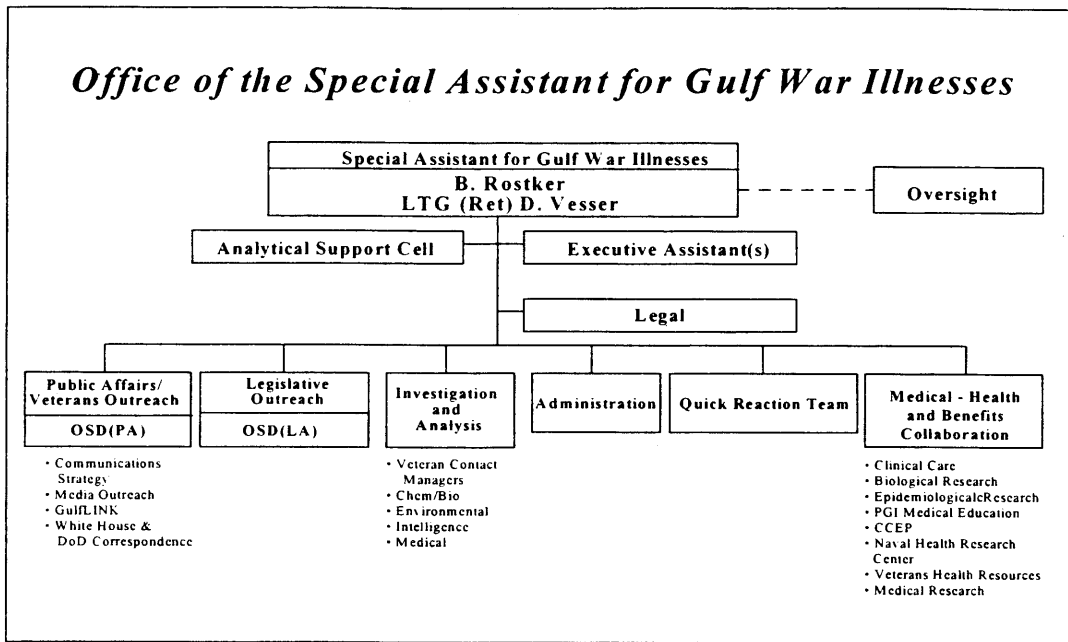 Office of the Special Assistant for Gulf War Illnesses
Special Assistant for Gulf War Illnesses
B. Rostker
LTG (Ret) D. Vesser
Oversight
Analytical Support Cell
Executive Assistant(s)
Legal
Public Affairs/
Veterans Outreach
OSD(PA)
• Communications
Strategy
• Media Outreach
• GulfLINK
• White House &
DoD Correspondence
Legislative
Outreach
OSD(LA)
Investigation
and
Analysis
• Veteran Contact
Managers
• Chem/Bio
• Environmental
• Intelligence
• Medical
Administration
Quick Reaction Team
Medical - Health
and Benefits
Collaboration
• Clinical Care
• Biological Research
• EpidemiologicalcResearch
• PGI Medical Education
• CCEP
• Naval Health Research
Center
• Veterans Health Resources
• Medical Research